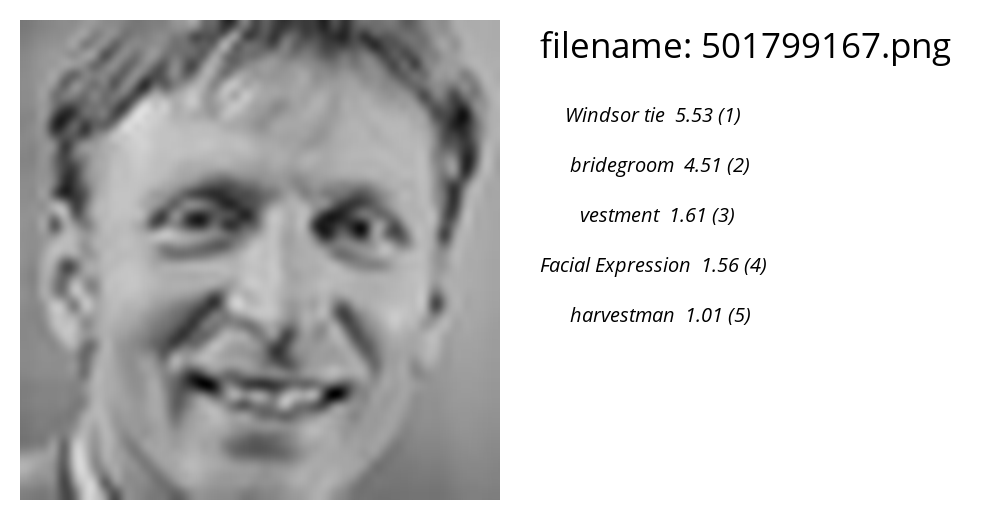 filename: 501799167.png
Windsor tie 5.53 (1)
bridegroom 4.51 (2)
vestment 1.61 (3)
Facial Expression 1.56 (4)
harvestman 1.01 (5)